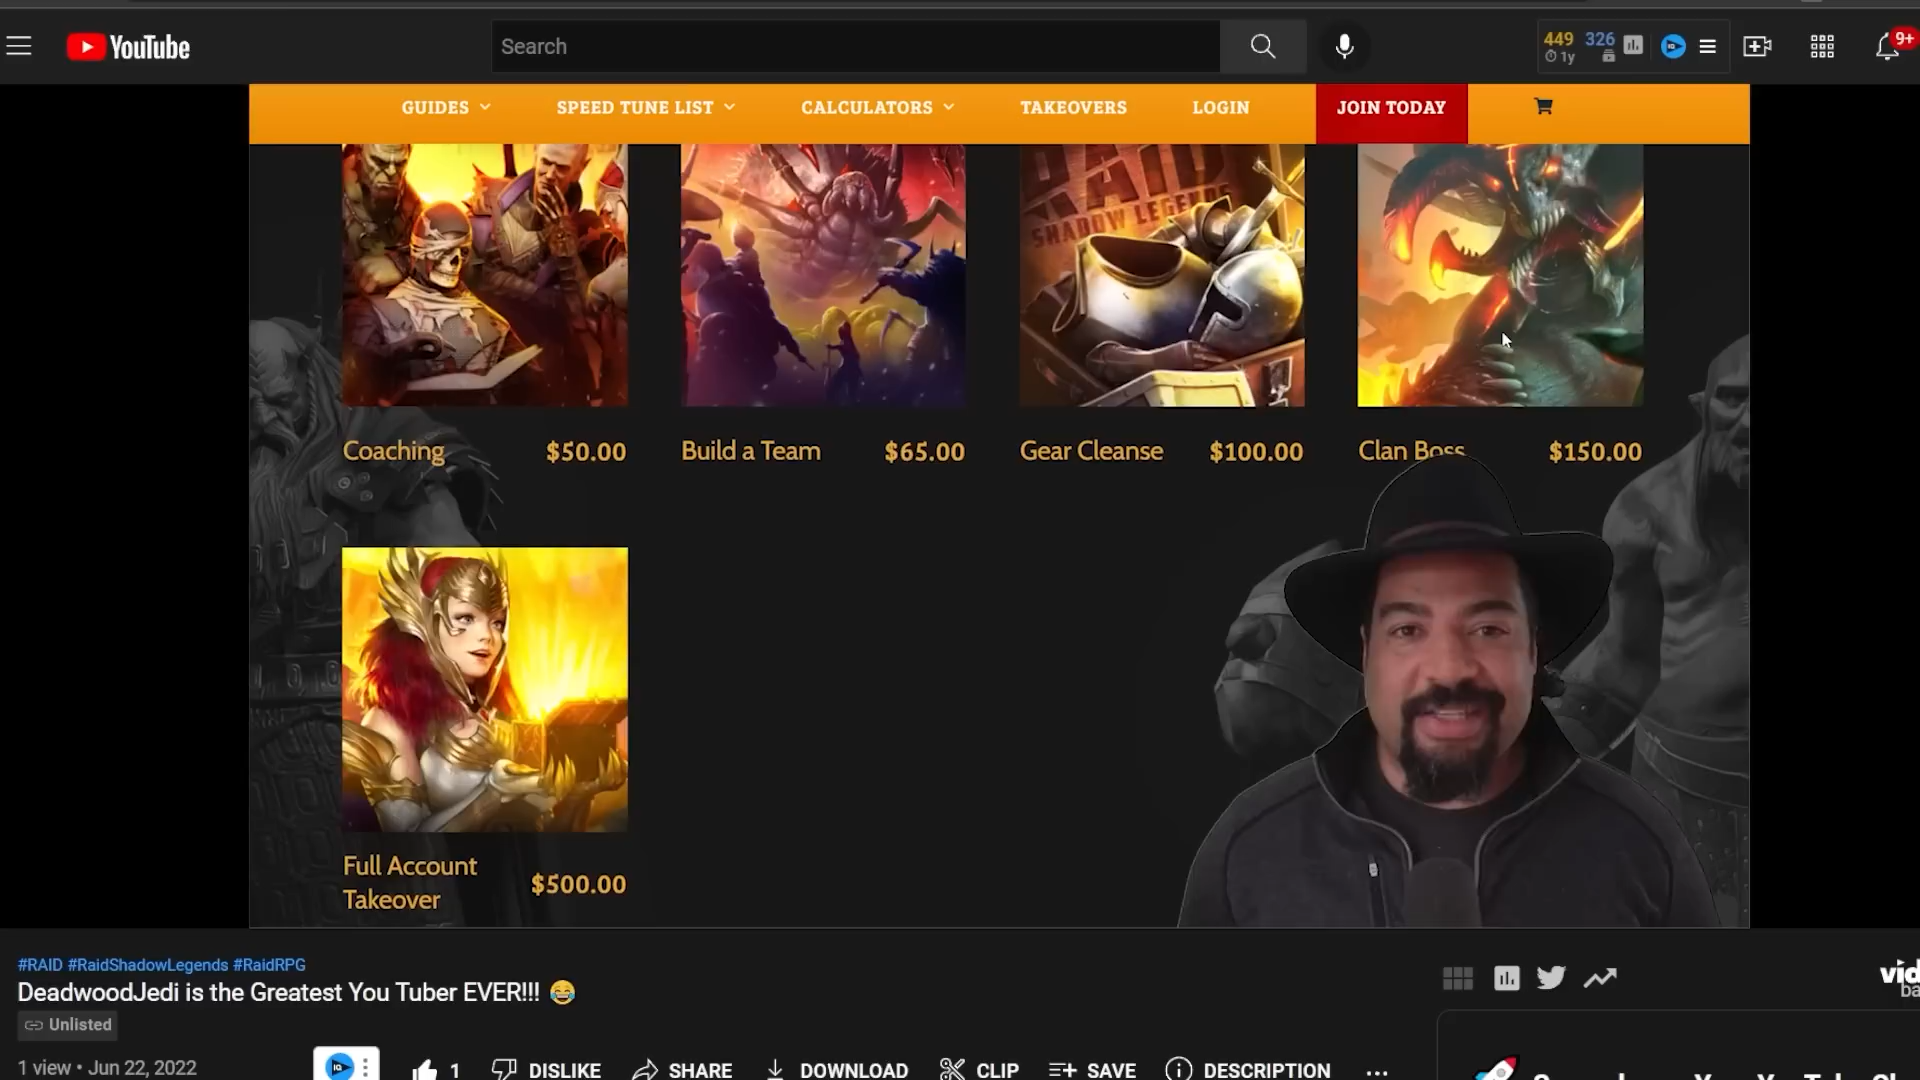 YouTube
Search
449 326
1y
9+
GUIDES SPEED TUNE LIST CALCULATORS TAKEOVERS LOGIN JOIN TODAY
RAID
SHADOW LEGENDS
Coaching $50.00 Build a Team $65.00 Gear Cleanse $100.00 Clan Boss $150.00
Full Account
Takeover $500.00
#RAID #RaidShadowLegends #RaidRPG
DeadwoodJedi is the Greatest You Tuber EVER!!! 😂
Unlisted
1 view • Jun 22, 2022
1 DISLIKE SHARE DOWNLOAD CLIP SAVE DESCRIPTION ...